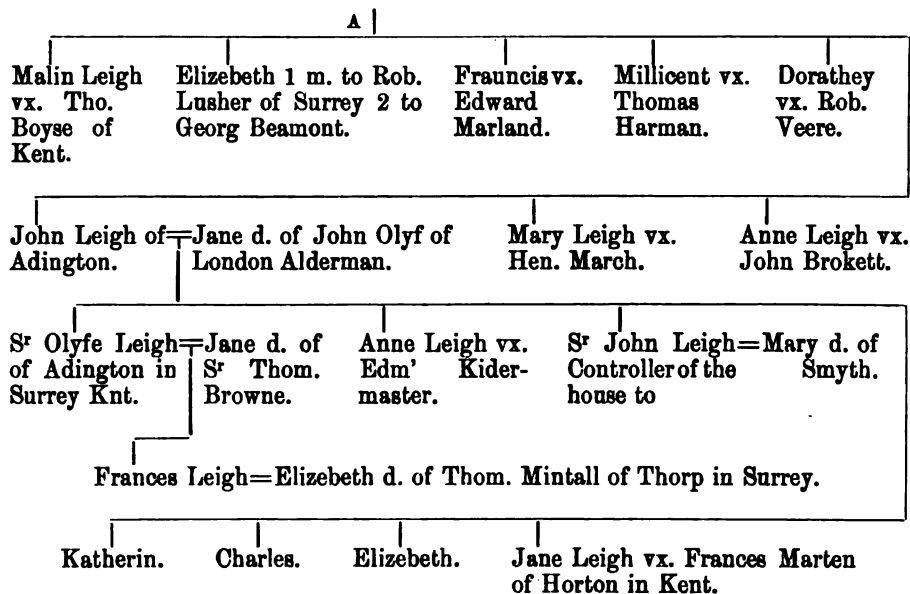 A
Malin Leigh
vx. Tho.
Boyse of
Kent.
Elizebeth 1 m. to Rob.
Lusher of Surrey 2 to
Georg Beamont.
Frauncis vx.
Edward
Marland.
Millicent vx.
Thomas
Harman.
Dorathey
vx. Rob.
Veere.
John Leigh of=Jane d. of John Olyf of
Adington. London Alderman.
Mary Leigh vx.
Hen. March.
Anne Leigh vx.
John Brokett.
Sr Olyfe Leigh=Jane d. of
of Adington in Sr Thom.
Surrey Knt. Browne.
Anne Leigh vx.
Edm' Kider-
master.
Sr John Leigh=Mary d. of
Controller of the Smyth.
house to
Frances Leigh=Elizebeth d. of Thom. Mintall of Thorp in Surrey.
Katherin.
Charles.
Elizebeth.
Jane Leigh vx. Frances Marten
of Horton in Kent.